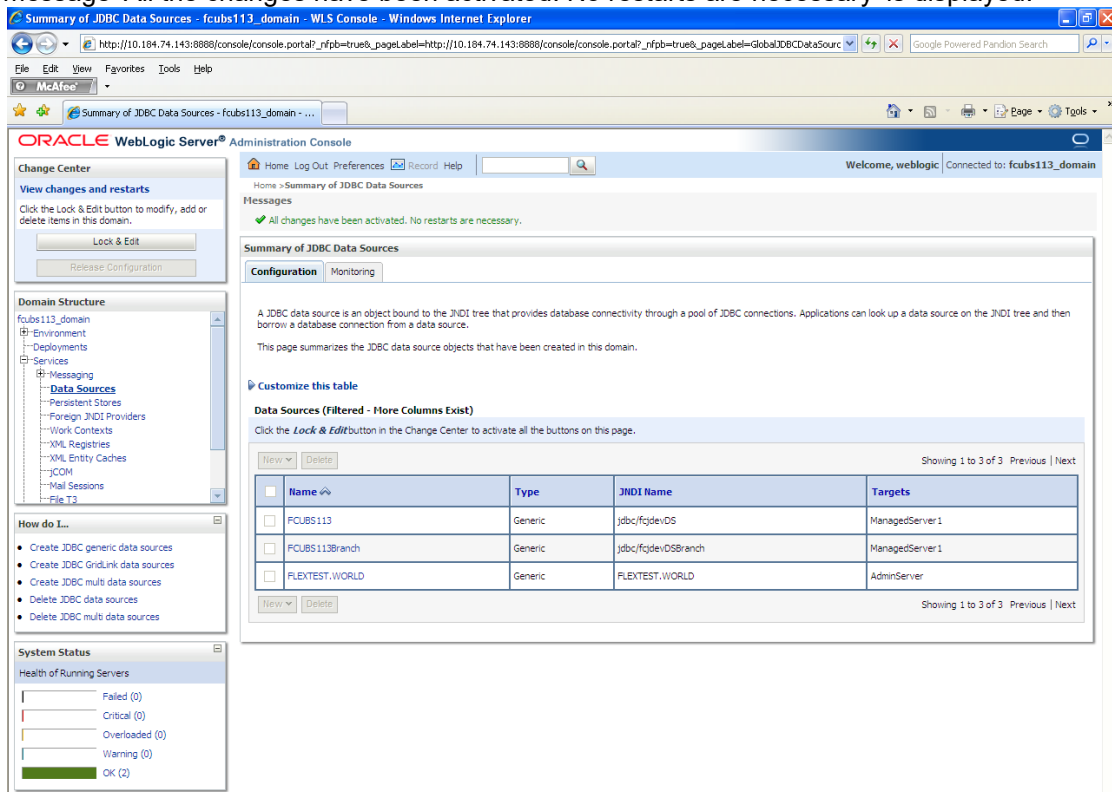 message 'All the changes have been activated. No restarts are necessary' is displayed.
Summary of JDBC Data Sources - fcubs113_domain - WLS Console - Windows Internet Explorer
http://10.184.74.143:8888/console/console.portal?_nfpb=true&_pageLabel=http://10.184.74.143:8888/console/console.portal?_nfpb=true&_pageLabel=GlobalJDBCDataSourc
Google Powered Pandion Search
File Edit View Favorites Tools Help
McAfee
Summary of JDBC Data Sources - fcubs113_domain - ...
Page Tools
ORACLE WebLogic Server® Administration Console
Change Center
View changes and restarts
Click the Lock & Edit button to modify, add or
delete items in this domain.
Lock & Edit
Release Configuration
Domain Structure
fcubs113_domain
Environment
Deployments
Services
Messaging
Data Sources
Persistent Stores
Foreign JNDI Providers
Work Contexts
XML Registries
XML Entity Caches
jCOM
Mail Sessions
File T3
How do I...
Create JDBC generic data sources
Create JDBC GridLink data sources
Create JDBC multi data sources
Delete JDBC data sources
Delete JDBC multi data sources
System Status
Health of Running Servers
Failed (0)
Critical (0)
Overloaded (0)
Warning (0)
OK (2)
Home Log Out Preferences Record Help
Welcome, weblogic Connected to: fcubs113_domain
Home >Summary of JDBC Data Sources
Messages
All changes have been activated. No restarts are necessary.
Summary of JDBC Data Sources
Configuration Monitoring
A JDBC data source is an object bound to the JNDI tree that provides database connectivity through a pool of JDBC connections. Applications can look up a data source on the JNDI tree and then
borrow a database connection from a data source.
This page summarizes the JDBC data source objects that have been created in this domain.
Customize this table
Data Sources (Filtered - More Columns Exist)
Click the Lock & Edit button in the Change Center to activate all the buttons on this page.
New Delete Showing 1 to 3 of 3 Previous | Next
Name Type JNDI Name Targets
FCUBS113 Generic jdbc/fcjdevDS ManagedServer1
FCUBS113Branch Generic jdbc/fcjdevDSBranch ManagedServer1
FLEXTEST.WORLD Generic FLEXTEST.WORLD AdminServer
New Delete Showing 1 to 3 of 3 Previous | Next